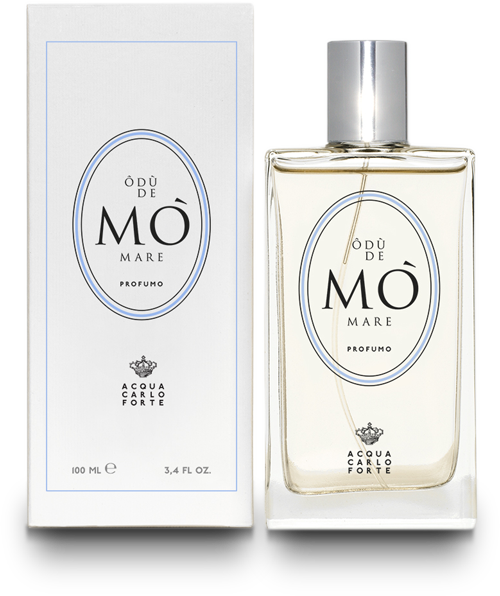 ÔDÙ
DE
MÒ
MARE
PROFUMO
ACQUA
CARLO
FORTE
100 ML ℮ 3,4 FL OZ.
ÔDÙ
DE
MÒ
MARE
PROFUMO
ACQUA
CARLO
FORTE